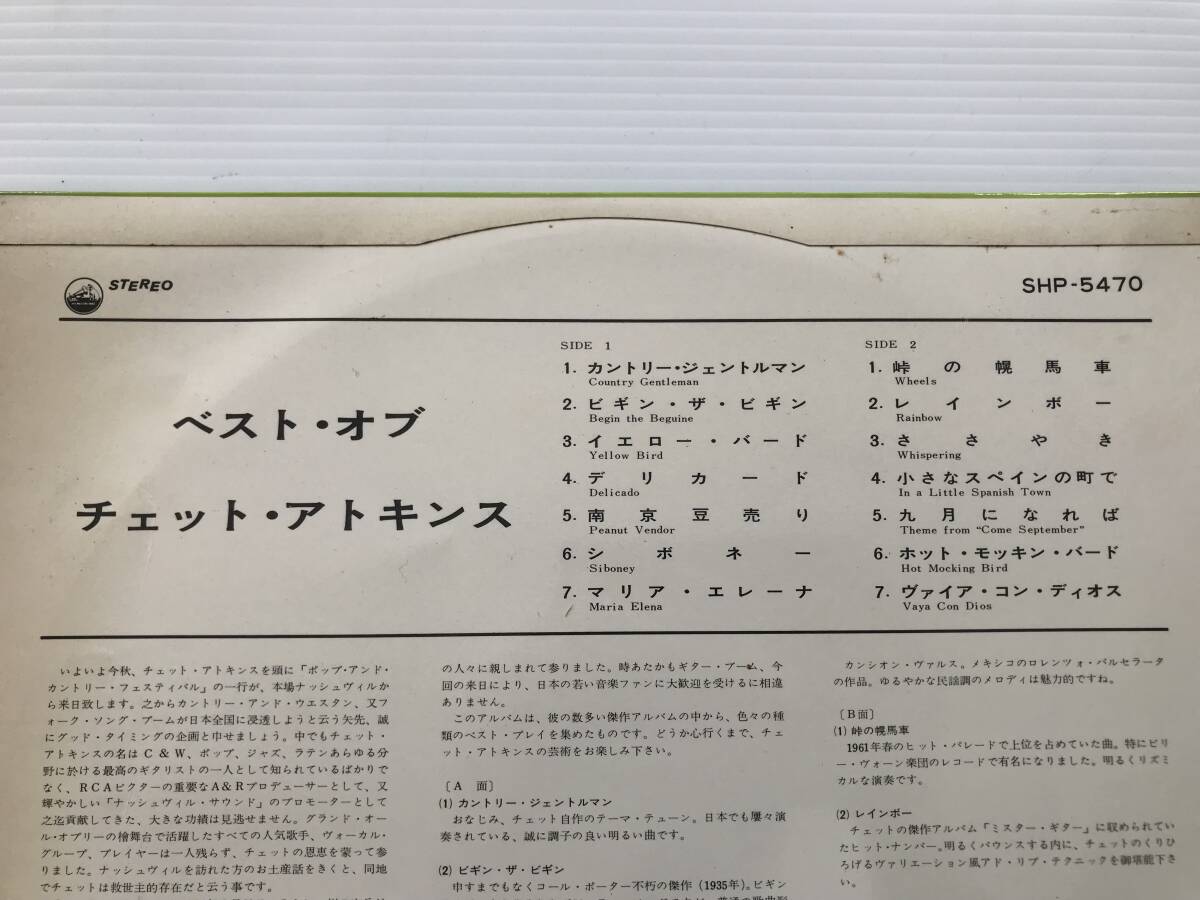 STEREO
SHP-5470
ベスト・オブ
チェット・アトキンス
SIDE 1
1. カントリー・ジェントルマン
Country Gentleman
2. ビギン・ザ・ビギン
Begin the Beguine
3. イエロー・バード
Yellow Bird
4. デリカード
Delicado
5. 南京豆売り
Peanut Vendor
6. シボネー
Siboney
7. マリア・エレーナ
Maria Elena
SIDE 2
1. 峠の幌馬車
Wheels
2. レインボー
Rainbow
3. ささやき
Whispering
4. 小さなスペインの町で
In a Little Spanish Town
5. 九月になれば
Theme from “Come September”
6. ホット・モッキン・バード
Hot Mocking Bird
7. ヴァイア・コン・ディオス
Vaya Con Dios
いよいよ今秋、チェット・アトキンスを頭に「ポップ・アンド・
カントリー・フェスティバル」の一行が、本場ナッシュヴィルか
ら来日致します。之からカントリー・アンド・ウエスタン、又フ
ォーク・ソング・ブームが日本全国に浸透しようと云う矢先、誠
にグッド・タイミングの企画と申せましょう。中でもチェット・
アトキンスの名はC&W、ポップ、ジャズ、ラテンあらゆる分
野に於ける最高のギタリストの一人として知られているばかりで
なく、RCAビクターの重要なA&Rプロデューサーとして、又
輝やかしい「ナッシュヴィル・サウンド」のプロモーターとして
之迄貢献してきた、大きな功績は見逃せません。グランド・オー
ル・オプリーの檜舞台で活躍したすべての人気歌手、ヴォーカル・
グループ、プレイヤーは一人残らず、チェットの恩恵を蒙って参
りました。ナッシュヴィルを訪れた方のお土産話をきくと、同地
でチェットは救世主的存在だと云う事です。
の人々に親しまれて参りました。時あたかもギター・ブーム、今
回の来日により、日本の若い音楽ファンに大歓迎を受けるに相違
ありません。
このアルバムは、彼の数多い傑作アルバムの中から、色々の種
類のベスト・プレイを集めたものです。どうか心行くまで、チェ
ット・アトキンスの芸術をお楽しみ下さい。
〔A 面〕
(1) カントリー・ジェントルマン
おなじみ、チェット自作のテーマ・テューン。日本でも屢々演
奏されている、誠に調子の良い明るい曲です。
(2) ビギン・ザ・ビギン
申すまでもなくコール・ポーター不朽の傑作（1935年）。ビギン
カンシオン・ヴァルス。メキシコのロレンツォ・バルセラータ
の作品。ゆるやかな民謡調のメロディは魅力的ですね。
〔B面〕
(1) 峠の幌馬車
1961年春のヒット・パレードで上位を占めていた曲。特にビリ
ー・ヴォーン楽団のレコードで有名になりました。明るくリズミ
カルな演奏です。
(2) レインボー
チェットの傑作アルバム「ミスター・ギター」に収められてい
たヒット・ナンバー。明るくバウンスする内に、チェットのくりひ
ろげるヴァリエーション風アド・リブ・テクニックを御堪能下さ
い。